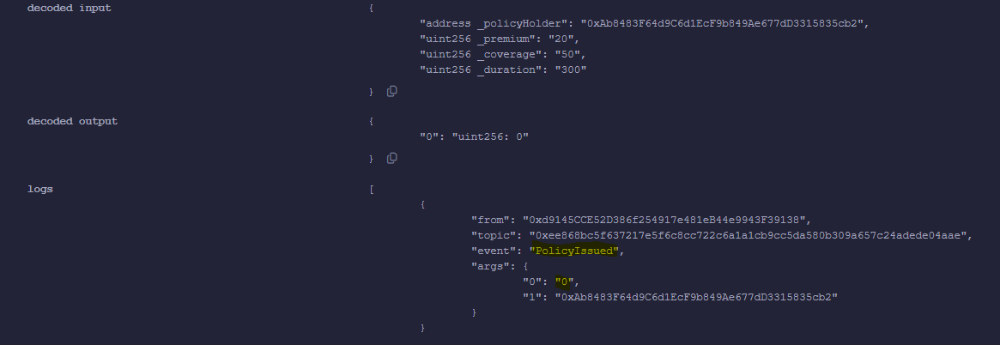 decoded input {
"address _policyHolder": "0xAb8483F64d9C6d1EcF9b849Ae677dD3315835cb2",
"uint256 _premium": "20",
"uint256 _coverage": "50",
"uint256 _duration": "300"
}
decoded output {
"0": "uint256: 0"
}
logs [
{
"from": "0xd9145CCE52D386f254917e481eB44e9943F39138",
"topic": "0xee868bc5f637217e5f6c8cc722c6a1a1cb9cc5da580b309a657c24adede04aae",
"event": "PolicyIssued",
"args": {
"0": "0",
"1": "0xAb8483F64d9C6d1EcF9b849Ae677dD3315835cb2"
}
}